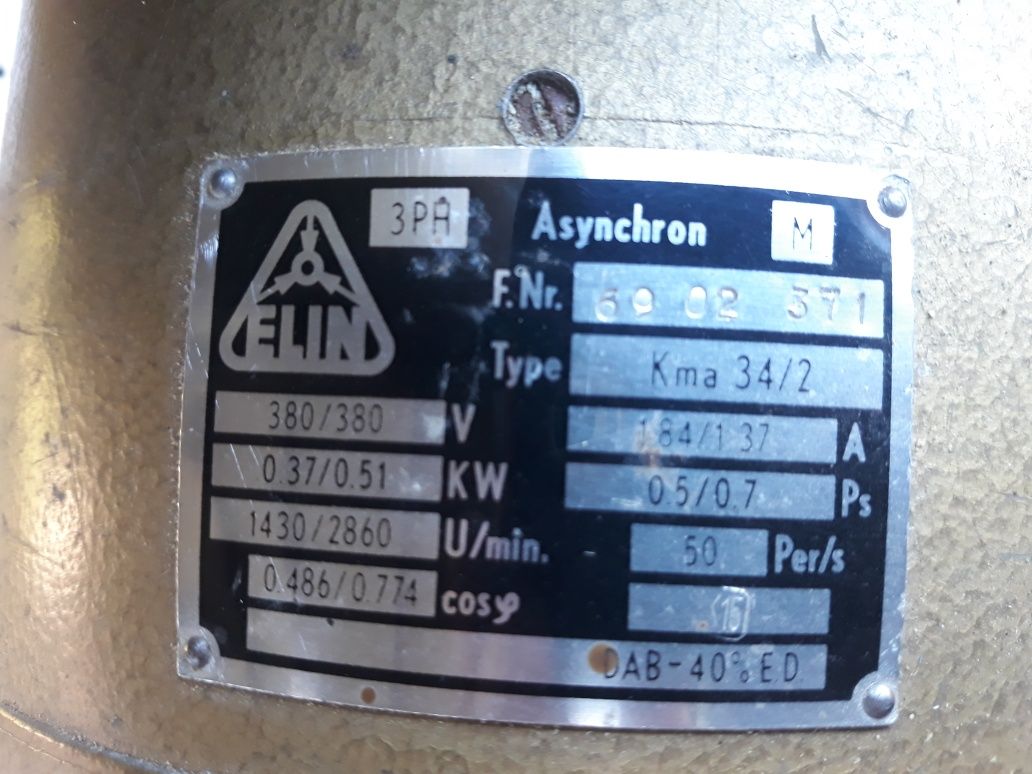 3PH Asynchron M
ELIN
F.Nr. 69 02 371
Type Kma 34/2
380/380 V 1.84/1.37 A
0.37/0.51 KW 0.5/0.7 Ps
1430/2860 U/min. 50 Per/s
0.486/0.774 cosφ 15
DAB-40% E.D.